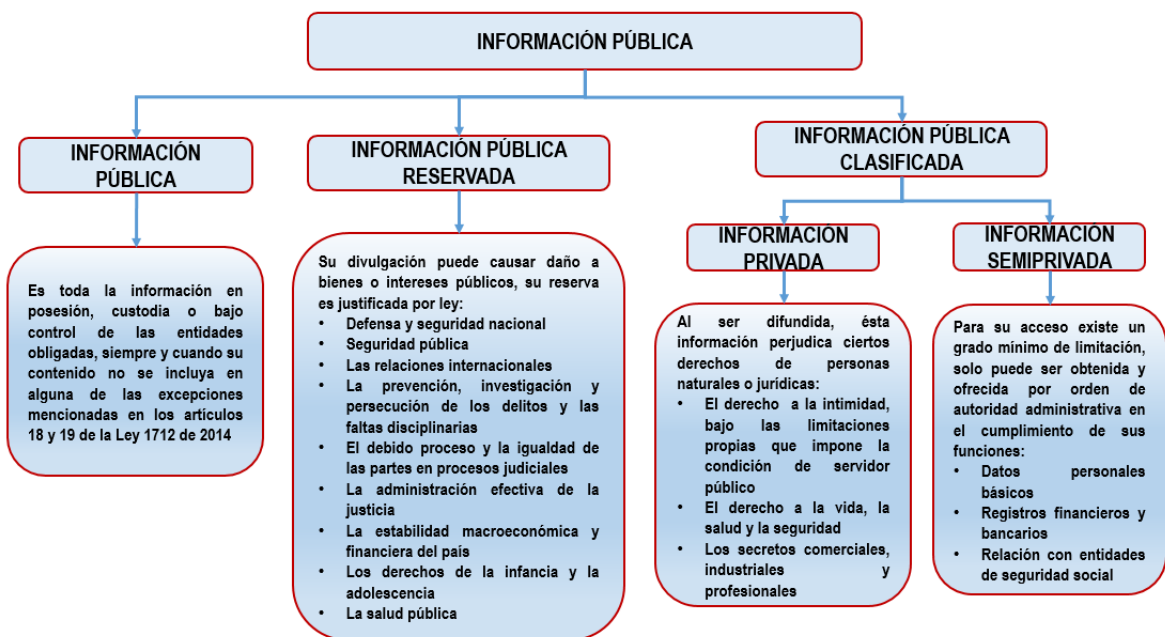 INFORMACIÓN PÚBLICA
INFORMACIÓN
PÚBLICA
Es toda la información en
posesión, custodia o bajo
control de las entidades
obligadas, siempre y cuando su
contenido no se incluya en
alguna de las excepciones
mencionadas en los artículos
18 y 19 de la Ley 1712 de 2014
INFORMACIÓN PÚBLICA
RESERVADA
Su divulgación puede causar daño a
bienes o intereses públicos, su reserva
es justificada por ley:
• Defensa y seguridad nacional
• Seguridad pública
• Las relaciones internacionales
• La prevención, investigación y
persecución de los delitos y las
faltas disciplinarias
• El debido proceso y la igualdad de
las partes en procesos judiciales
• La administración efectiva de la
justicia
• La estabilidad macroeconómica y
financiera del país
• Los derechos de la infancia y la
adolescencia
• La salud pública
INFORMACIÓN PÚBLICA
CLASIFICADA
INFORMACIÓN
PRIVADA
Al ser difundida, ésta
información perjudica ciertos
derechos de personas
naturales o jurídicas:
• El derecho a la intimidad,
bajo las limitaciones
propias que impone la
condición de servidor
público
• El derecho a la vida, la
salud y la seguridad
• Los secretos comerciales,
industriales y
profesionales
INFORMACIÓN
SEMIPRIVADA
Para su acceso existe un
grado mínimo de limitación,
solo puede ser obtenida y
ofrecida por orden de
autoridad administrativa en
el cumplimiento de sus
funciones:
• Datos personales
básicos
• Registros financieros y
bancarios
• Relación con entidades
de seguridad social